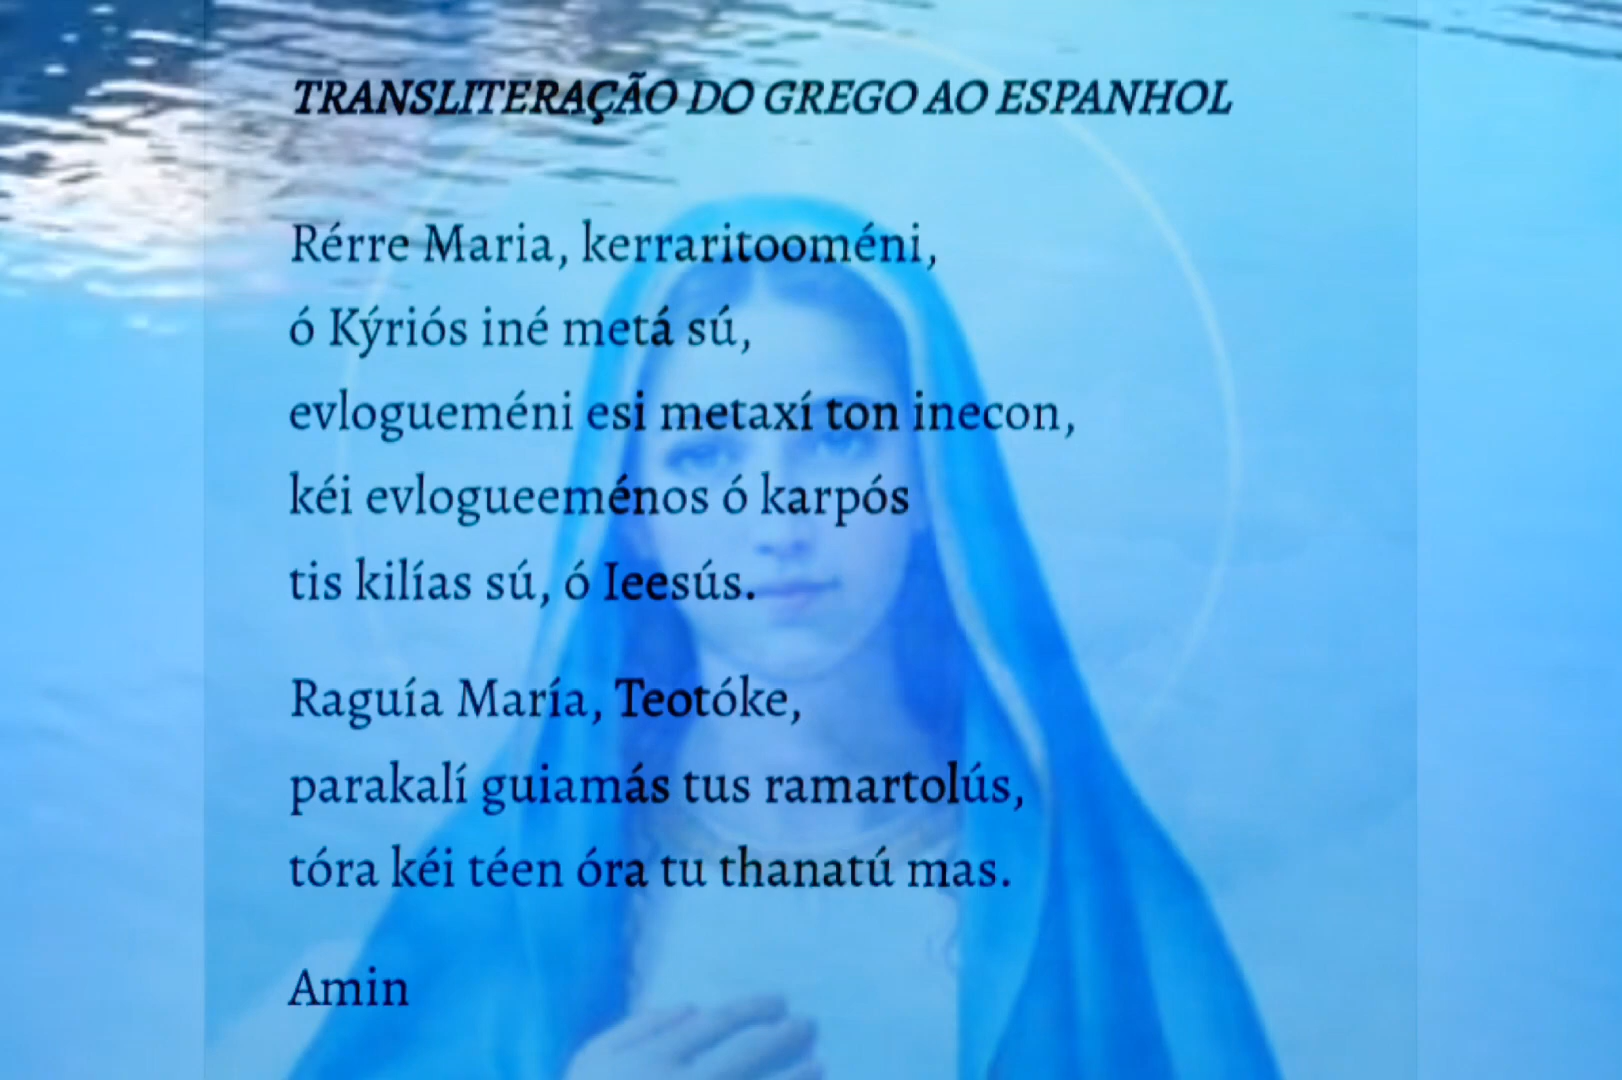 TRANSLITERAÇÃO DO GREGO AO ESPANHOL
Rérre Maria, kerraritooméni,
ó Kýriós iné metá sú,
evlogueméni esi metaxí ton inecon,
kéi evlogueeménos ó karpós
tis kilías sú, ó Ieesús.
Raguía María, Teotóke,
parakalí guiamás tus ramartolús,
tóra kéi téen óra tu thanatú mas.
Amin